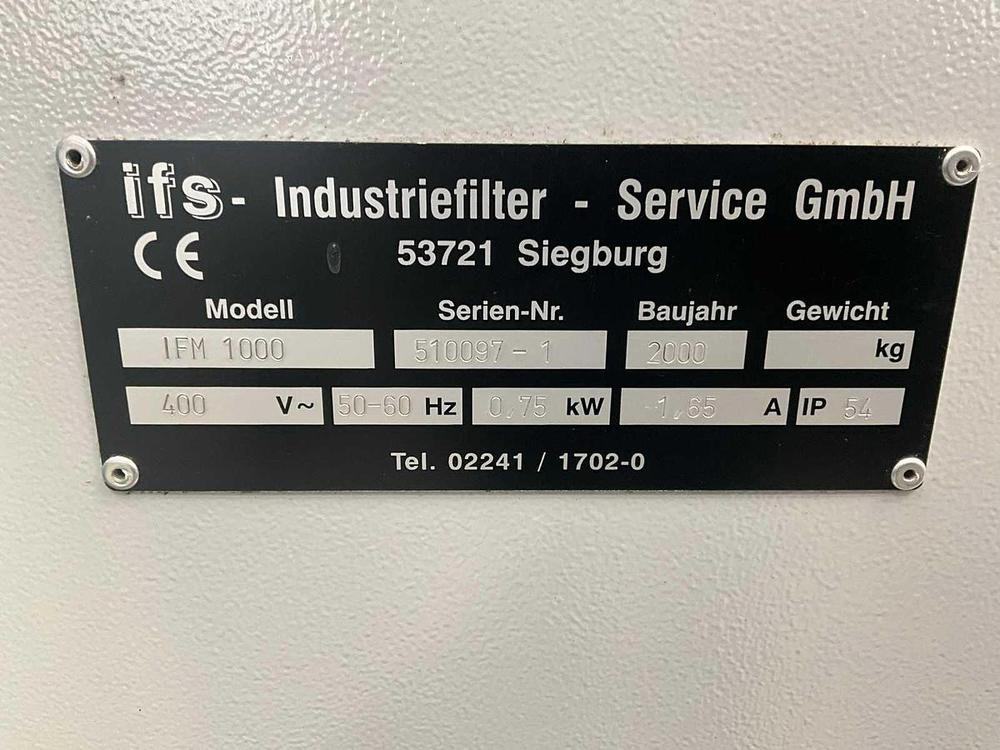 ifs - Industriefilter - Service GmbH
CE 53721 Siegburg
Modell Serien-Nr. Baujahr Gewicht
IFM 1000 510097-1 2000 kg
400 V~ 50-60 Hz 0,75 kW 1,65 A IP 54
Tel. 02241 / 1702-0